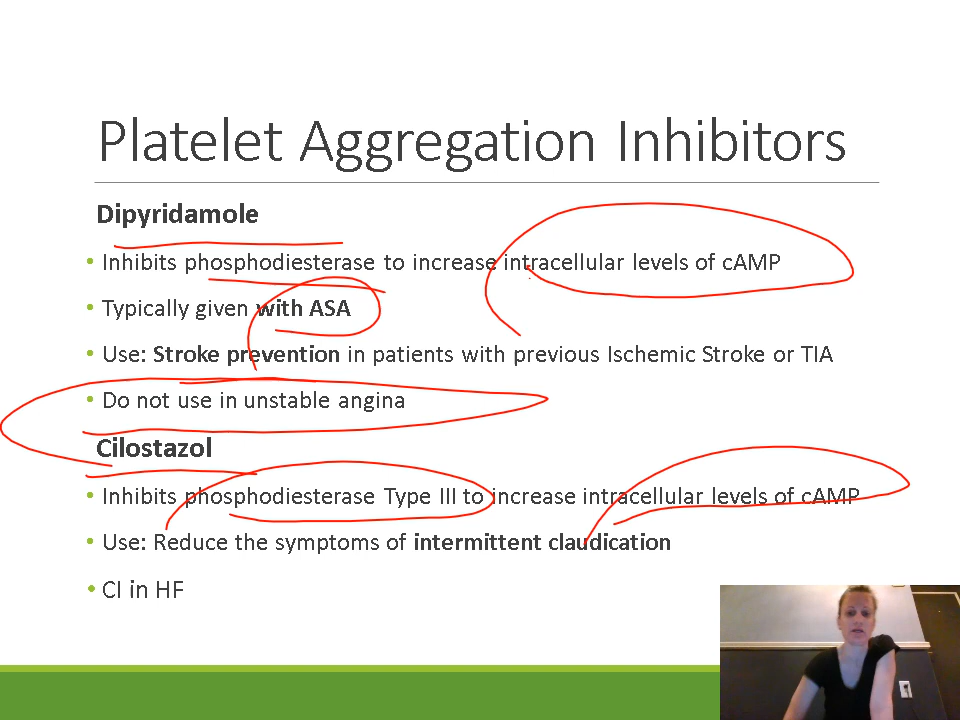 Platelet Aggregation Inhibitors
Dipyridamole
• Inhibits phosphodiesterase to increase intracellular levels of cAMP
• Typically given with ASA
• Use: Stroke prevention in patients with previous Ischemic Stroke or TIA
• Do not use in unstable angina
Cilostazol
• Inhibits phosphodiesterase Type III to increase intracellular levels of cAMP
• Use: Reduce the symptoms of intermittent claudication
• CI in HF